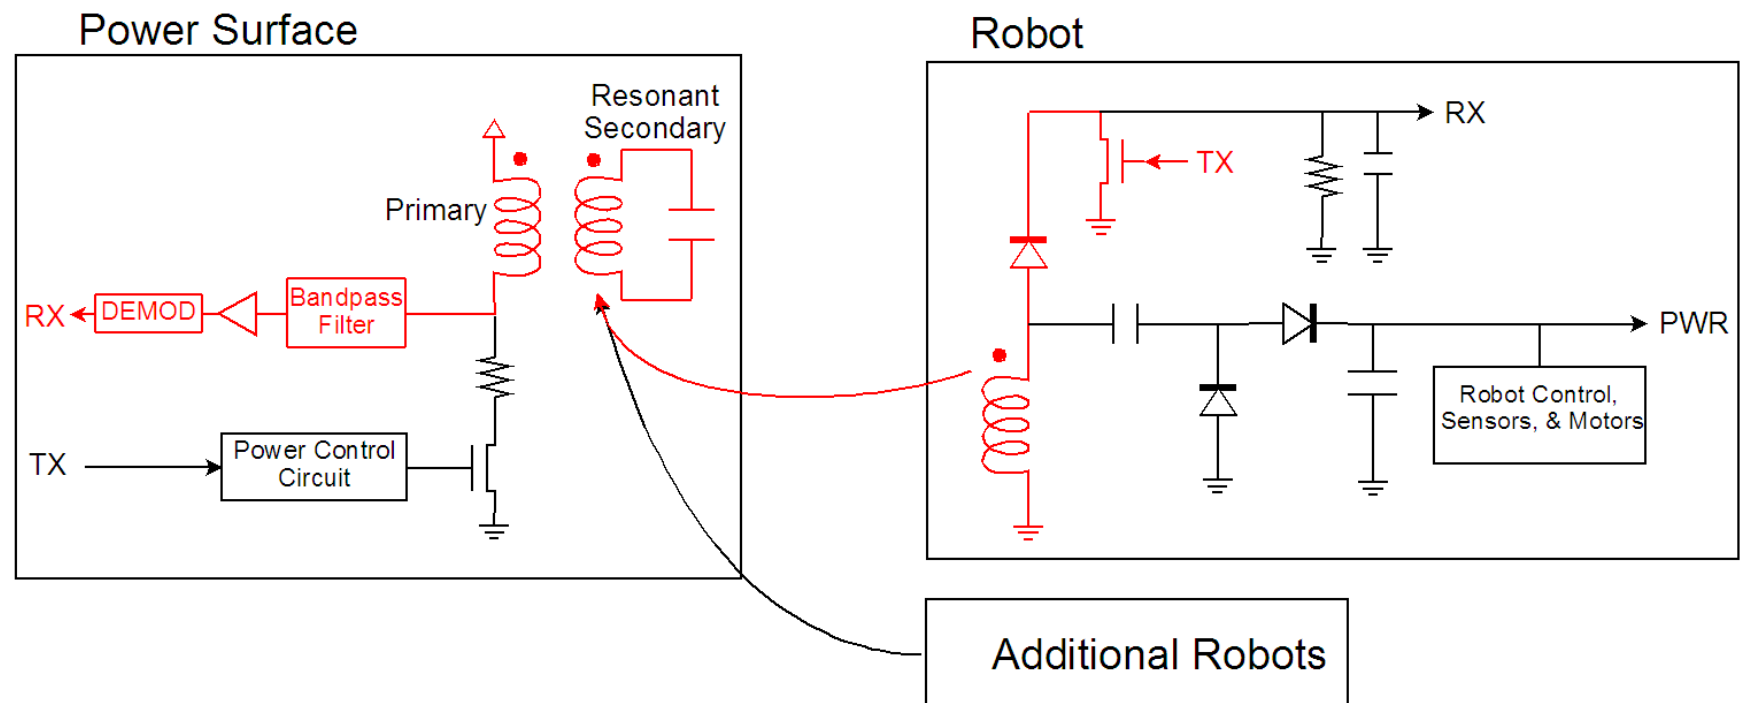 Power Surface
Resonant
Secondary
Primary
Bandpass
Filter
DEMOD
RX
Power Control
Circuit
TX
Robot
RX
TX
PWR
Robot Control,
Sensors, & Motors
Additional Robots